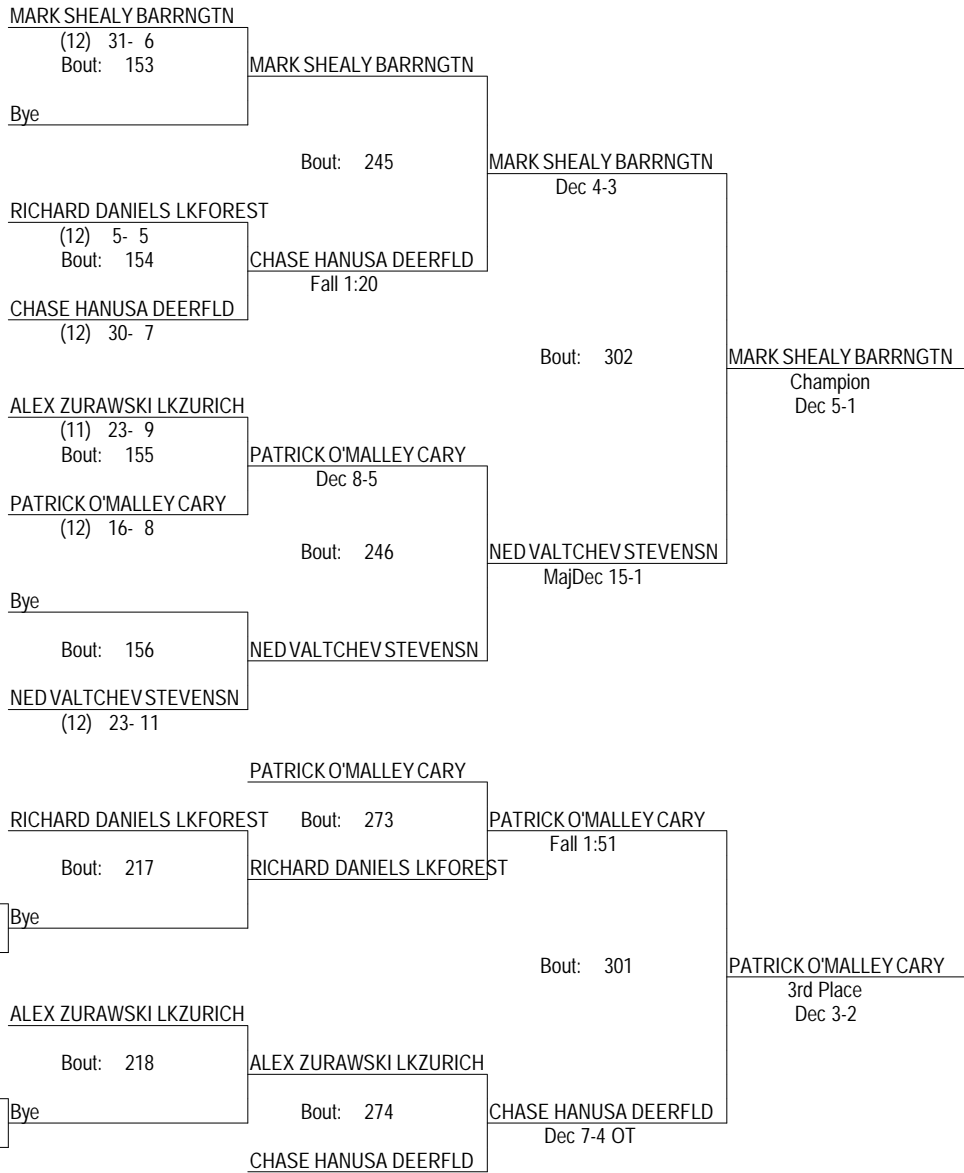 MARK SHEALY BARRNGTN
(12) 31- 6
Bout: 153
MARK SHEALY BARRNGTN
Bye
Bout: 245
MARK SHEALY BARRNGTN
Dec 4-3
RICHARD DANIELS LKFOREST
(12) 5- 5
Bout: 154
CHASE HANUSA DEERFLD
Fall 1:20
CHASE HANUSA DEERFLD
(12) 30- 7
Bout: 302
MARK SHEALY BARRNGTN
Champion
Dec 5-1
ALEX ZURAWSKI LKZURICH
(11) 23- 9
Bout: 155
PATRICK O'MALLEY CARY
Dec 8-5
PATRICK O'MALLEY CARY
(12) 16- 8
Bout: 246
NED VALTCHEV STEVENSN
MajDec 15-1
Bye
Bout: 156
NED VALTCHEV STEVENSN
NED VALTCHEV STEVENSN
(12) 23- 11
PATRICK O'MALLEY CARY
RICHARD DANIELS LKFOREST
Bout: 273
PATRICK O'MALLEY CARY
Fall 1:51
Bout: 217
RICHARD DANIELS LKFOREST
Bye
Bout: 301
PATRICK O'MALLEY CARY
3rd Place
Dec 3-2
ALEX ZURAWSKI LKZURICH
Bout: 218
ALEX ZURAWSKI LKZURICH
Bye
Bout: 274
CHASE HANUSA DEERFLD
Dec 7-4 OT
CHASE HANUSA DEERFLD